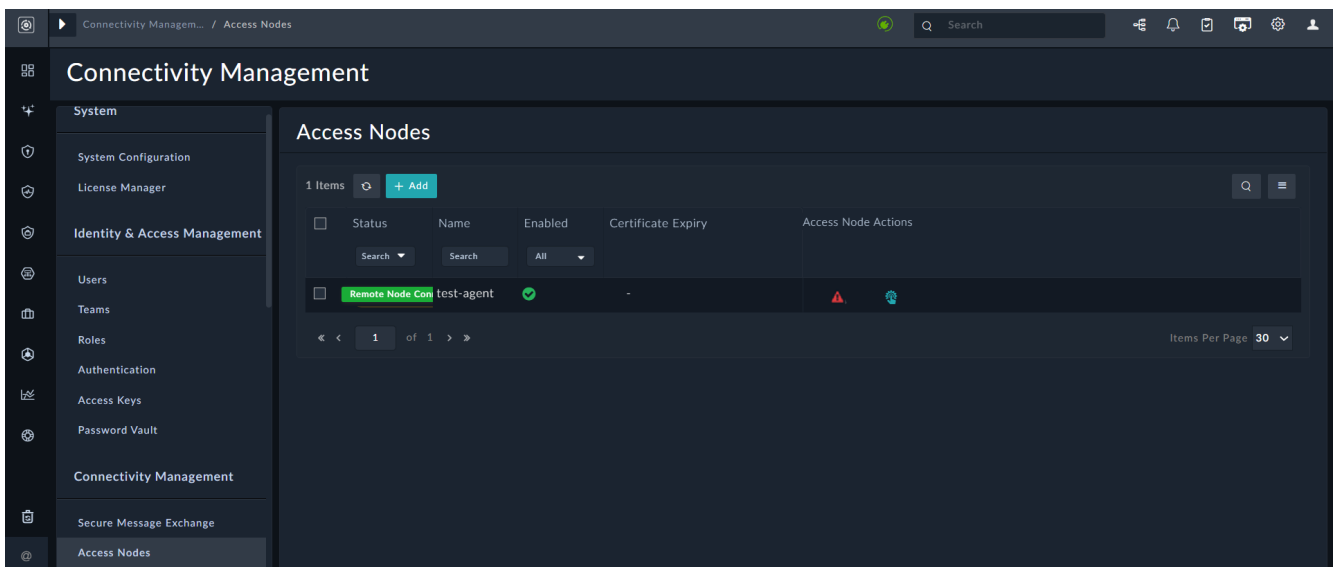 Connectivity Managem... / Access Nodes
Search
Connectivity Management
System
System Configuration
License Manager
Identity & Access Management
Users
Teams
Roles
Authentication
Access Keys
Password Vault
Connectivity Management
Secure Message Exchange
Access Nodes
@
Access Nodes
1 Items + Add
Status Name Enabled Certificate Expiry Access Node Actions
Search Search All
Remote Node Con test-agent -
« ‹ 1 of 1 › » Items Per Page 30